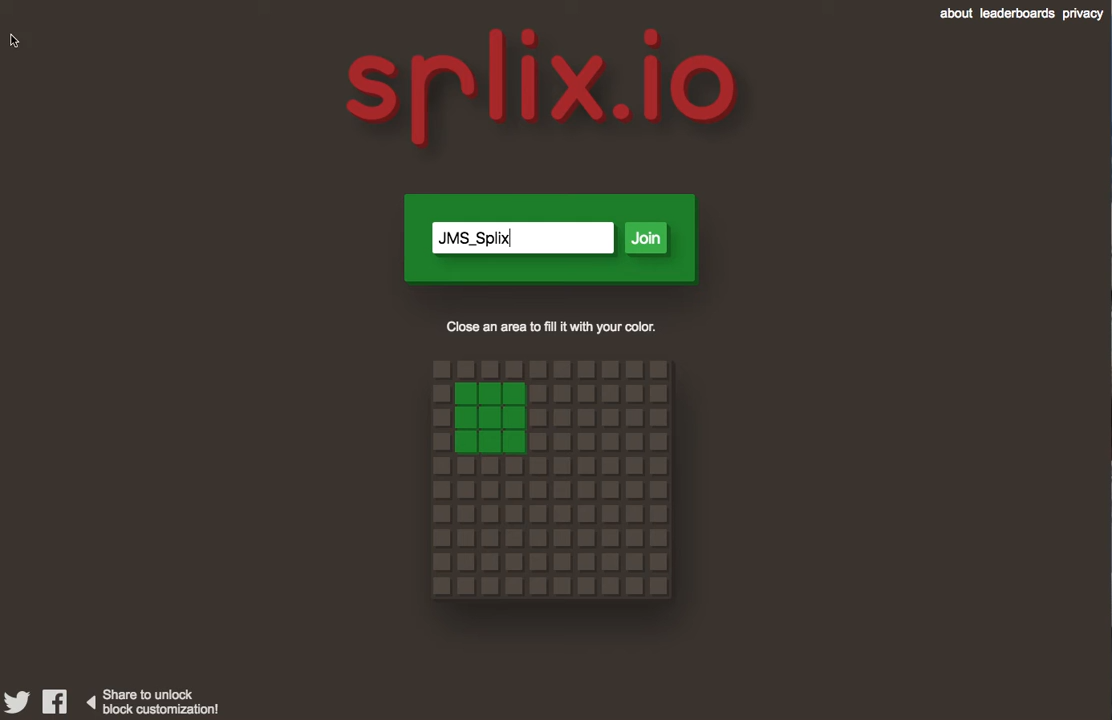 about leaderboards privacy
splix.io
JMS_Splix
Join
Close an area to fill it with your color.
Share to unlock
block customization!